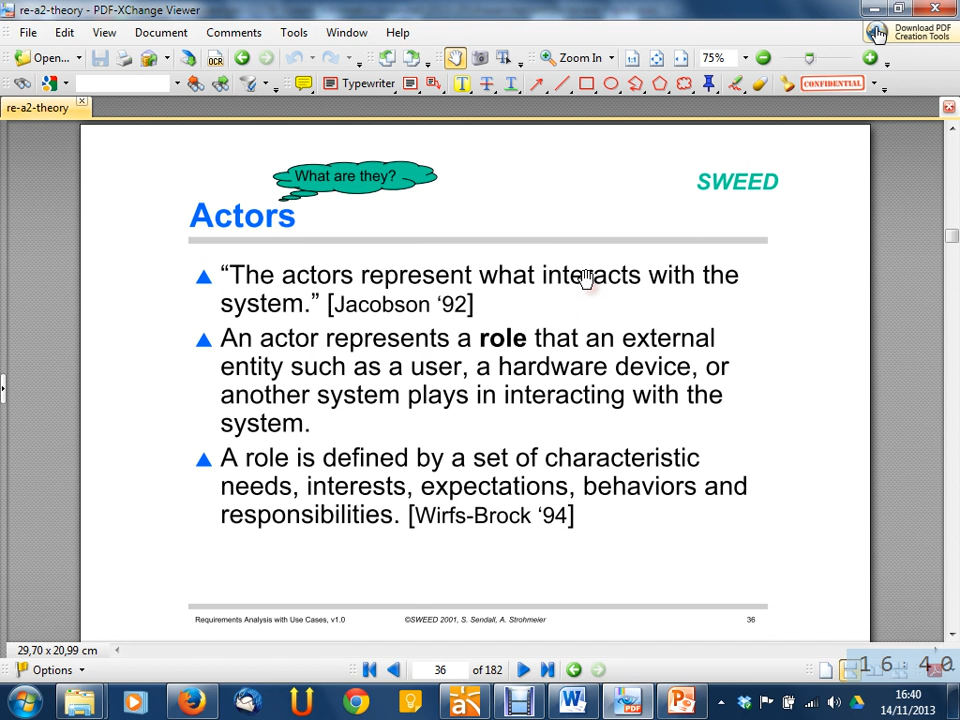 re-a2-theory - PDF-XChange Viewer
File Edit View Document Comments Tools Window Help
Download PDF
Creation Tools
Open... OCR Zoom In 75%
Typewriter T T T CONFIDENTIAL
re-a2-theory
What are they?
SWEED
Actors
“The actors represent what interacts with the
system.” [Jacobson ‘92]
An actor represents a role that an external
entity such as a user, a hardware device, or
another system plays in interacting with the
system.
A role is defined by a set of characteristic
needs, interests, expectations, behaviors and
responsibilities. [Wirfs-Brock ‘94]
Requirements Analysis with Use Cases, v1.0 ©SWEED 2001, S. Sendall, A. Strohmeier 36
29,70 x 20,99 cm
Options 36 of 182
16:40
16:40
14/11/2013